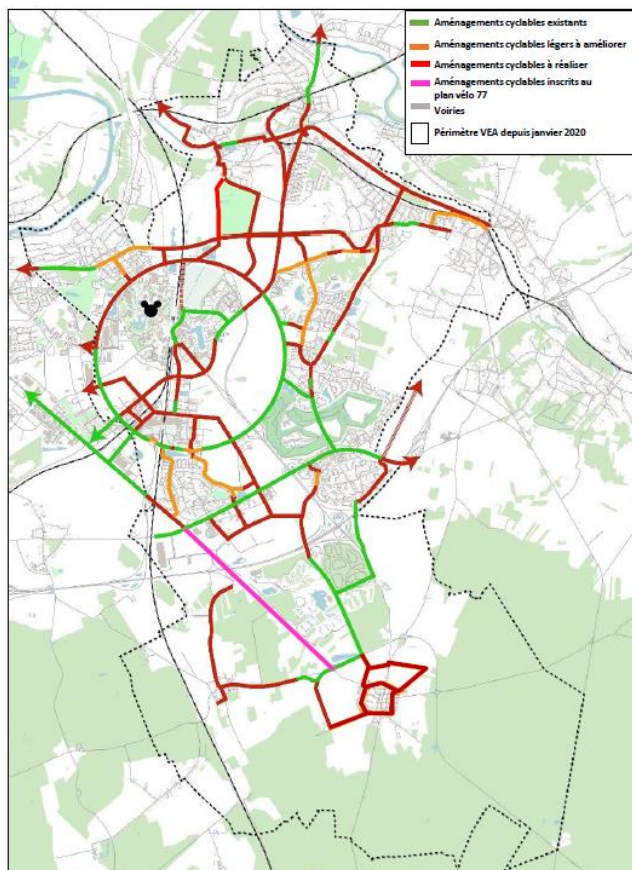 Aménagements cyclables existants
Aménagements cyclables légers à améliorer
Aménagements cyclables à réaliser
Aménagements cyclables inscrits au
plan vélo 77
Voiries
Périmètre VEA depuis janvier 2020